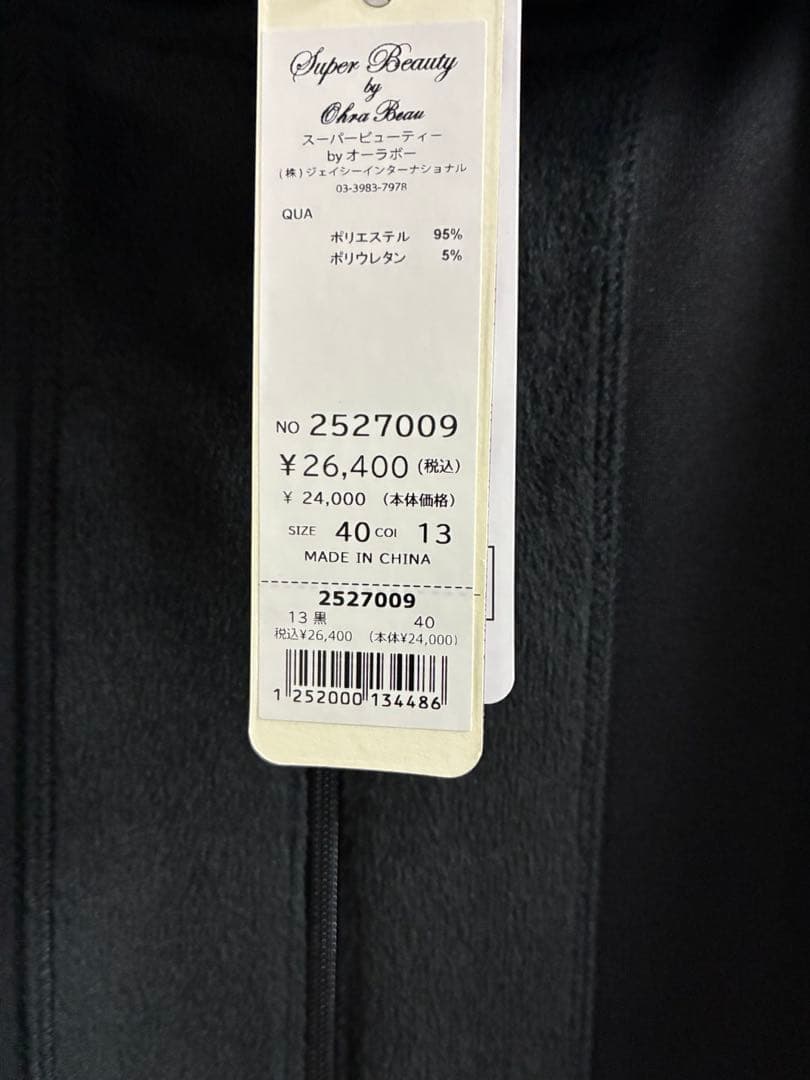 Super Beauty
by
Ohra Beau
スーパービューティー
by オーラボー
(株)ジェイシーインターナショナル
03-3983-7978
QUA
ポリエステル 95%
ポリウレタン 5%
NO 2527009
¥26,400 (税込)
¥ 24,000 (本体価格)
SIZE 40 COl 13
MADE IN CHINA
2527009
13 黒 40
税込¥26,400 (本体¥24,000)
1 252000 134486